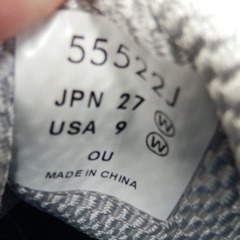 55522J
JPN 27 W
USA 9 W
OU
MADE IN CHINA